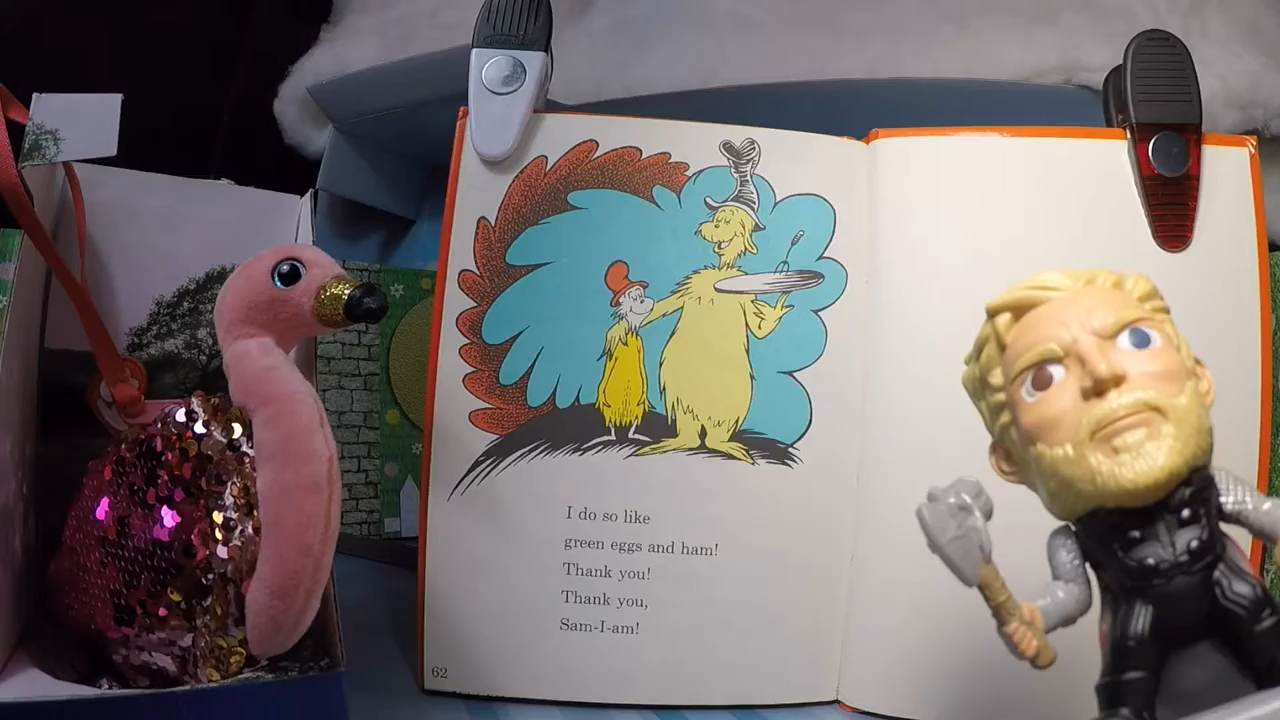 I do so like
green eggs and ham!
Thank you!
Thank you,
Sam-I-am!
62